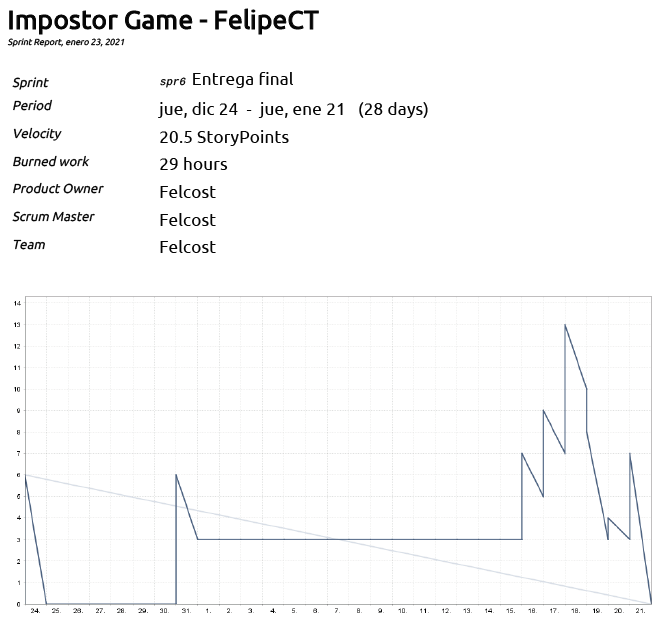 Impostor Game - FelipeCT
Sprint Report, enero 23, 2021
Sprint spr6 Entrega final
Period jue, dic 24 - jue, ene 21 (28 days)
Velocity 20.5 StoryPoints
Burned work 29 hours
Product Owner Felcost
Scrum Master Felcost
Team Felcost
14
13
12
11
10
9
8
7
6
5
4
3
2
1
0
24. 25. 26. 27. 28. 29. 30. 31. 1. 2. 3. 4. 5. 6. 7. 8. 9. 10. 11. 12. 13. 14. 15. 16. 17. 18. 19. 20. 21.